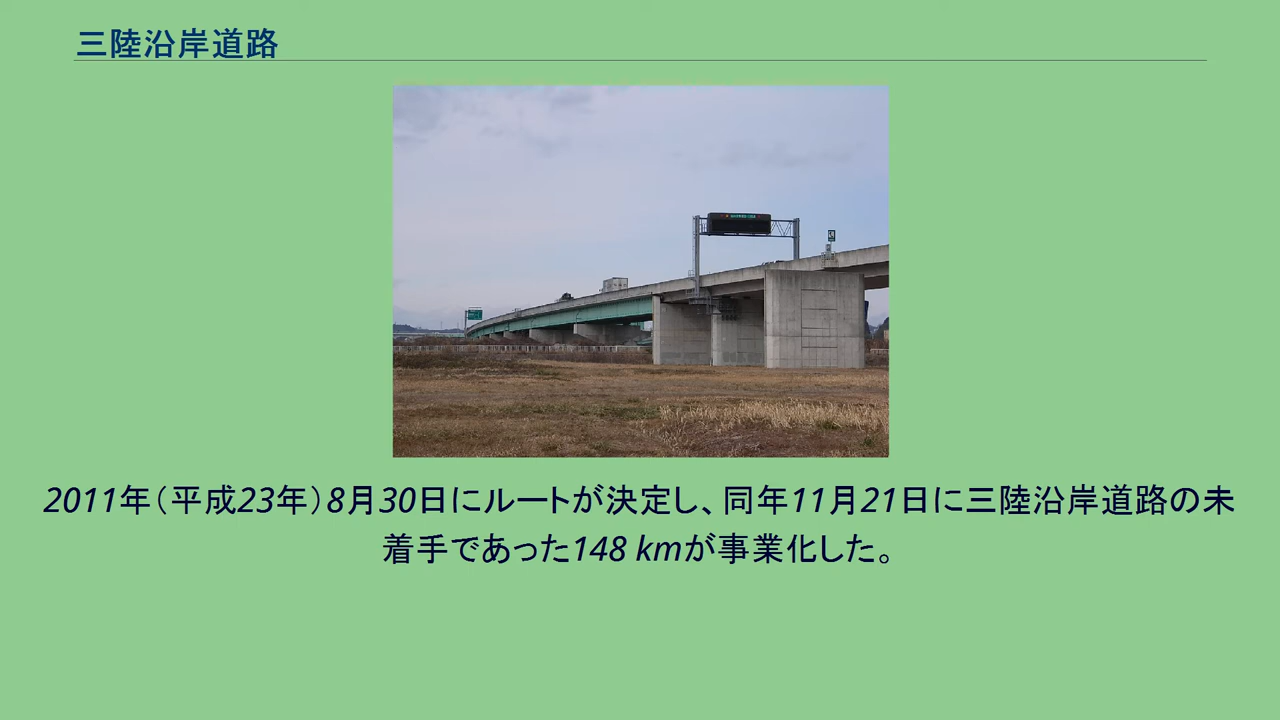 三陸沿岸道路
2011年（平成23年）8月30日にルートが決定し、同年11月21日に三陸沿岸道路の未
着手であった148 kmが事業化した。